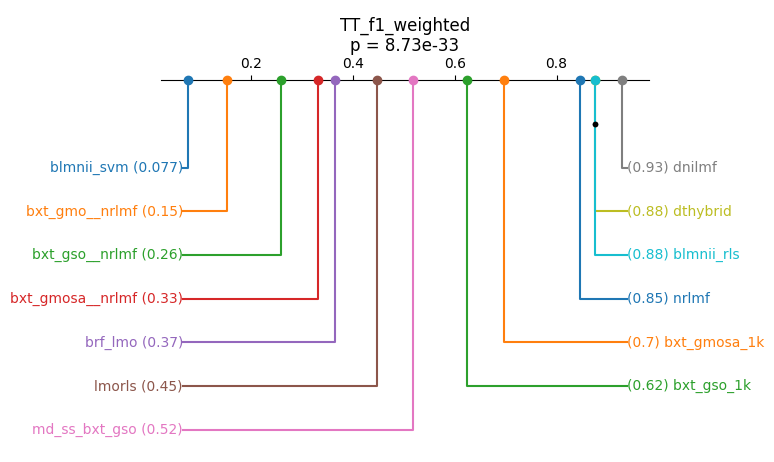 TT_f1_weighted
p = 8.73e-33
0.2 0.4 0.6 0.8
blmnii_svm (0.077) (0.93) dnilmf
bxt_gmo__nrlmf (0.15) (0.88) dthybrid
bxt_gso__nrlmf (0.26) (0.88) blmnii_rls
bxt_gmosa__nrlmf (0.33) (0.85) nrlmf
brf_lmo (0.37) (0.7) bxt_gmosa_1k
lmorls (0.45) (0.62) bxt_gso_1k
md_ss_bxt_gso (0.52)